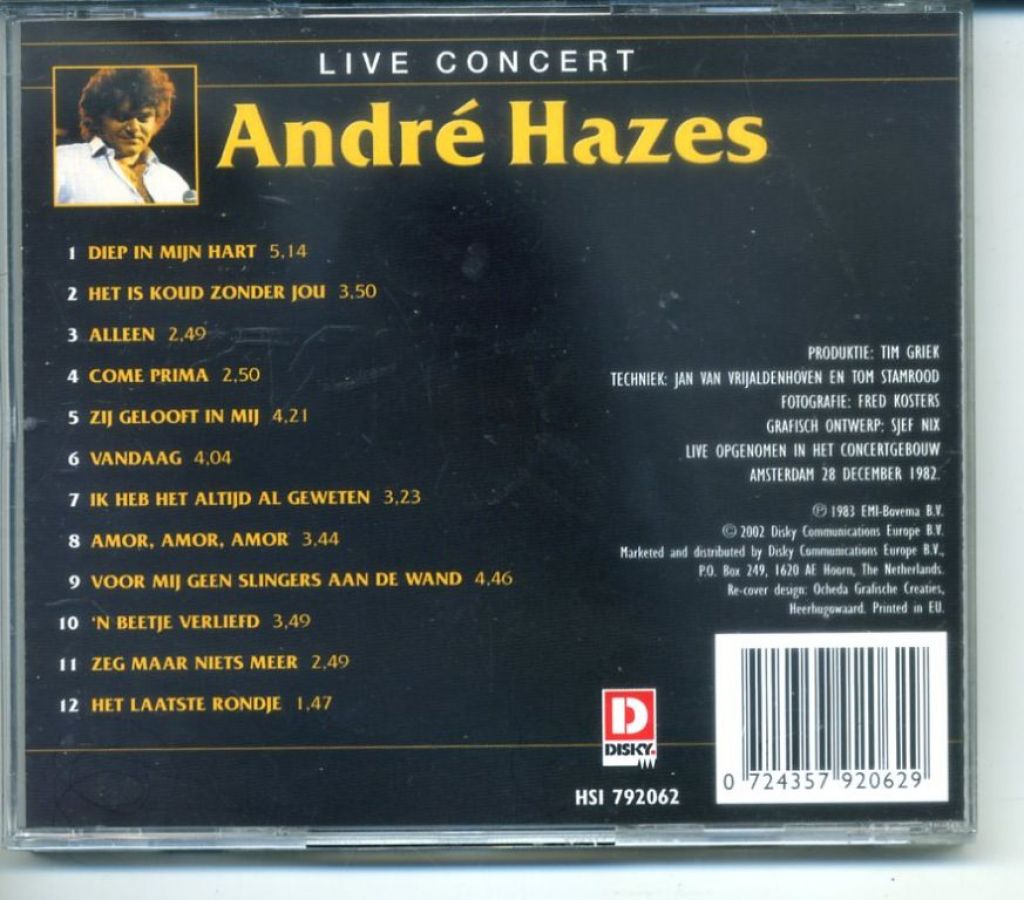 LIVE CONCERT
André Hazes
1 DIEP IN MIJN HART 5,14
2 HET IS KOUD ZONDER JOU 3,50
3 ALLEEN 2,49
4 COME PRIMA 2,50
5 ZIJ GELOOFT IN MIJ 4,21
6 VANDAAG 4,04
7 IK HEB HET ALTIJD AL GEWETEN 3,23
8 AMOR, AMOR, AMOR 3,44
9 VOOR MIJ GEEN SLINGERS AAN DE WAND 4,46
10 'N BEETJE VERLIEFD 3,49
11 ZEG MAAR NIETS MEER 2,49
12 HET LAATSTE RONDJE 1,47
PRODUKTIE: TIM GRIEK
TECHNIEK: JAN VAN VRIJALDENHOVEN EN TOM STAMROOD
FOTOGRAFIE: FRED KOSTERS
GRAFISCH ONTWERP: SJEF NIX
LIVE OPGENOMEN IN HET CONCERTGEBOUW
AMSTERDAM 28 DECEMBER 1982.
℗ 1983 EMI-Bovema B.V.
© 2002 Disky Communications Europe B.V.
Marketed and distributed by Disky Communications Europe B.V.,
P.O. Box 249, 1620 AE Hoorn, The Netherlands.
Re-cover design: Ocheda Grafische Creaties,
Heerhugowaard. Printed in EU.
D
DISKY.
HSI 792062
0 724357 920629